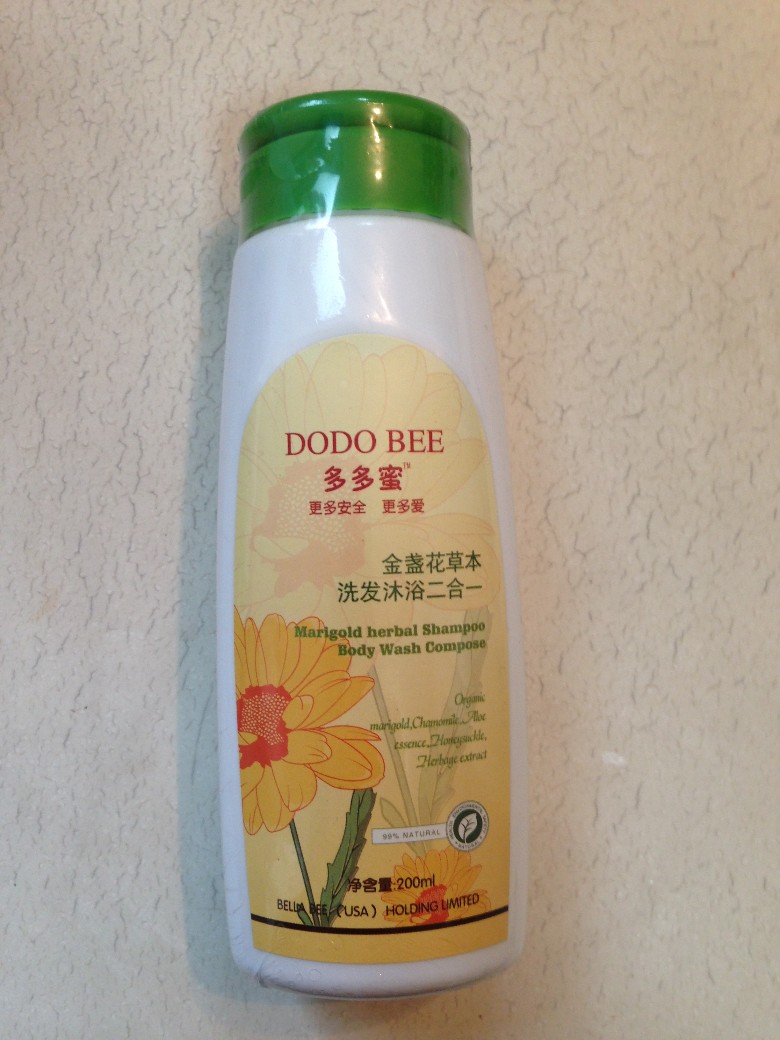 DODO BEE
多多蜜™
更多安全 更多爱
金盏花草本
洗发沐浴二合一
Marigold herbal Shampoo
Body Wash Compose
Organic
marigold,Chamomile,Aloe
essence,Honeysuckle,
Herbage extract
99% NATURAL
净含量:200ml
BELLA BEE (USA) HOLDING LIMITED